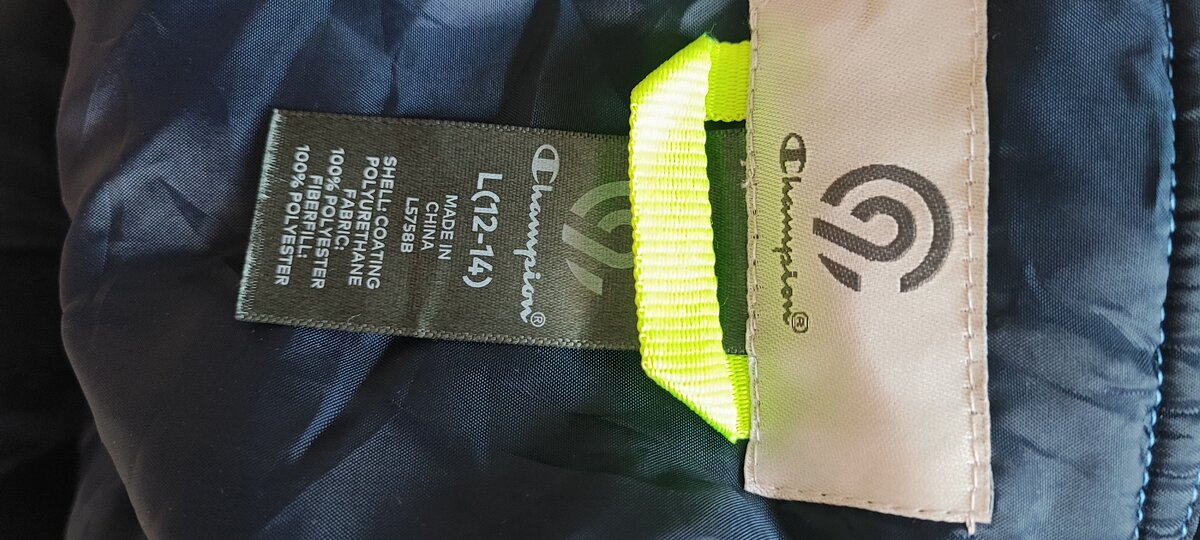 Champion®
Champion®
L(12-14)
MADE IN
CHINA
L5758B
SHELL:COATING
POLYURETHANE
FABRIC:
100% POLYESTER
FIBERFILL:
100% POLYESTER